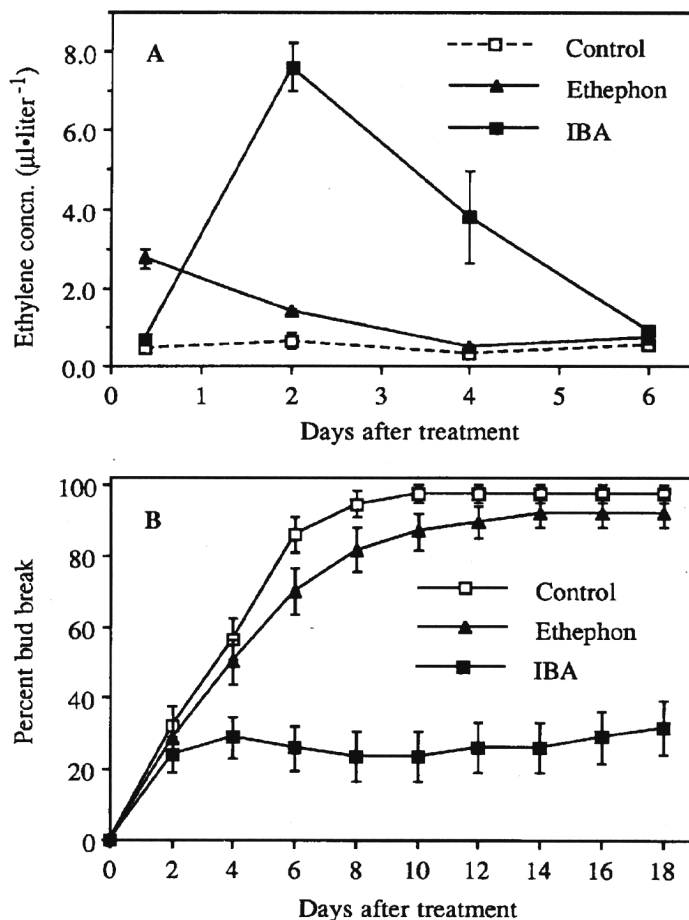 A
Control
Ethephon
IBA
Ethylene concn. (µl•liter⁻¹)
8.0
6.0
4.0
2.0
0.0
1 2 3 4 5 6
Days after treatment
B
Control
Ethephon
IBA
Percent bud break
100
80
60
40
20
0
0 2 4 6 8 10 12 14 16 18
Days after treatment